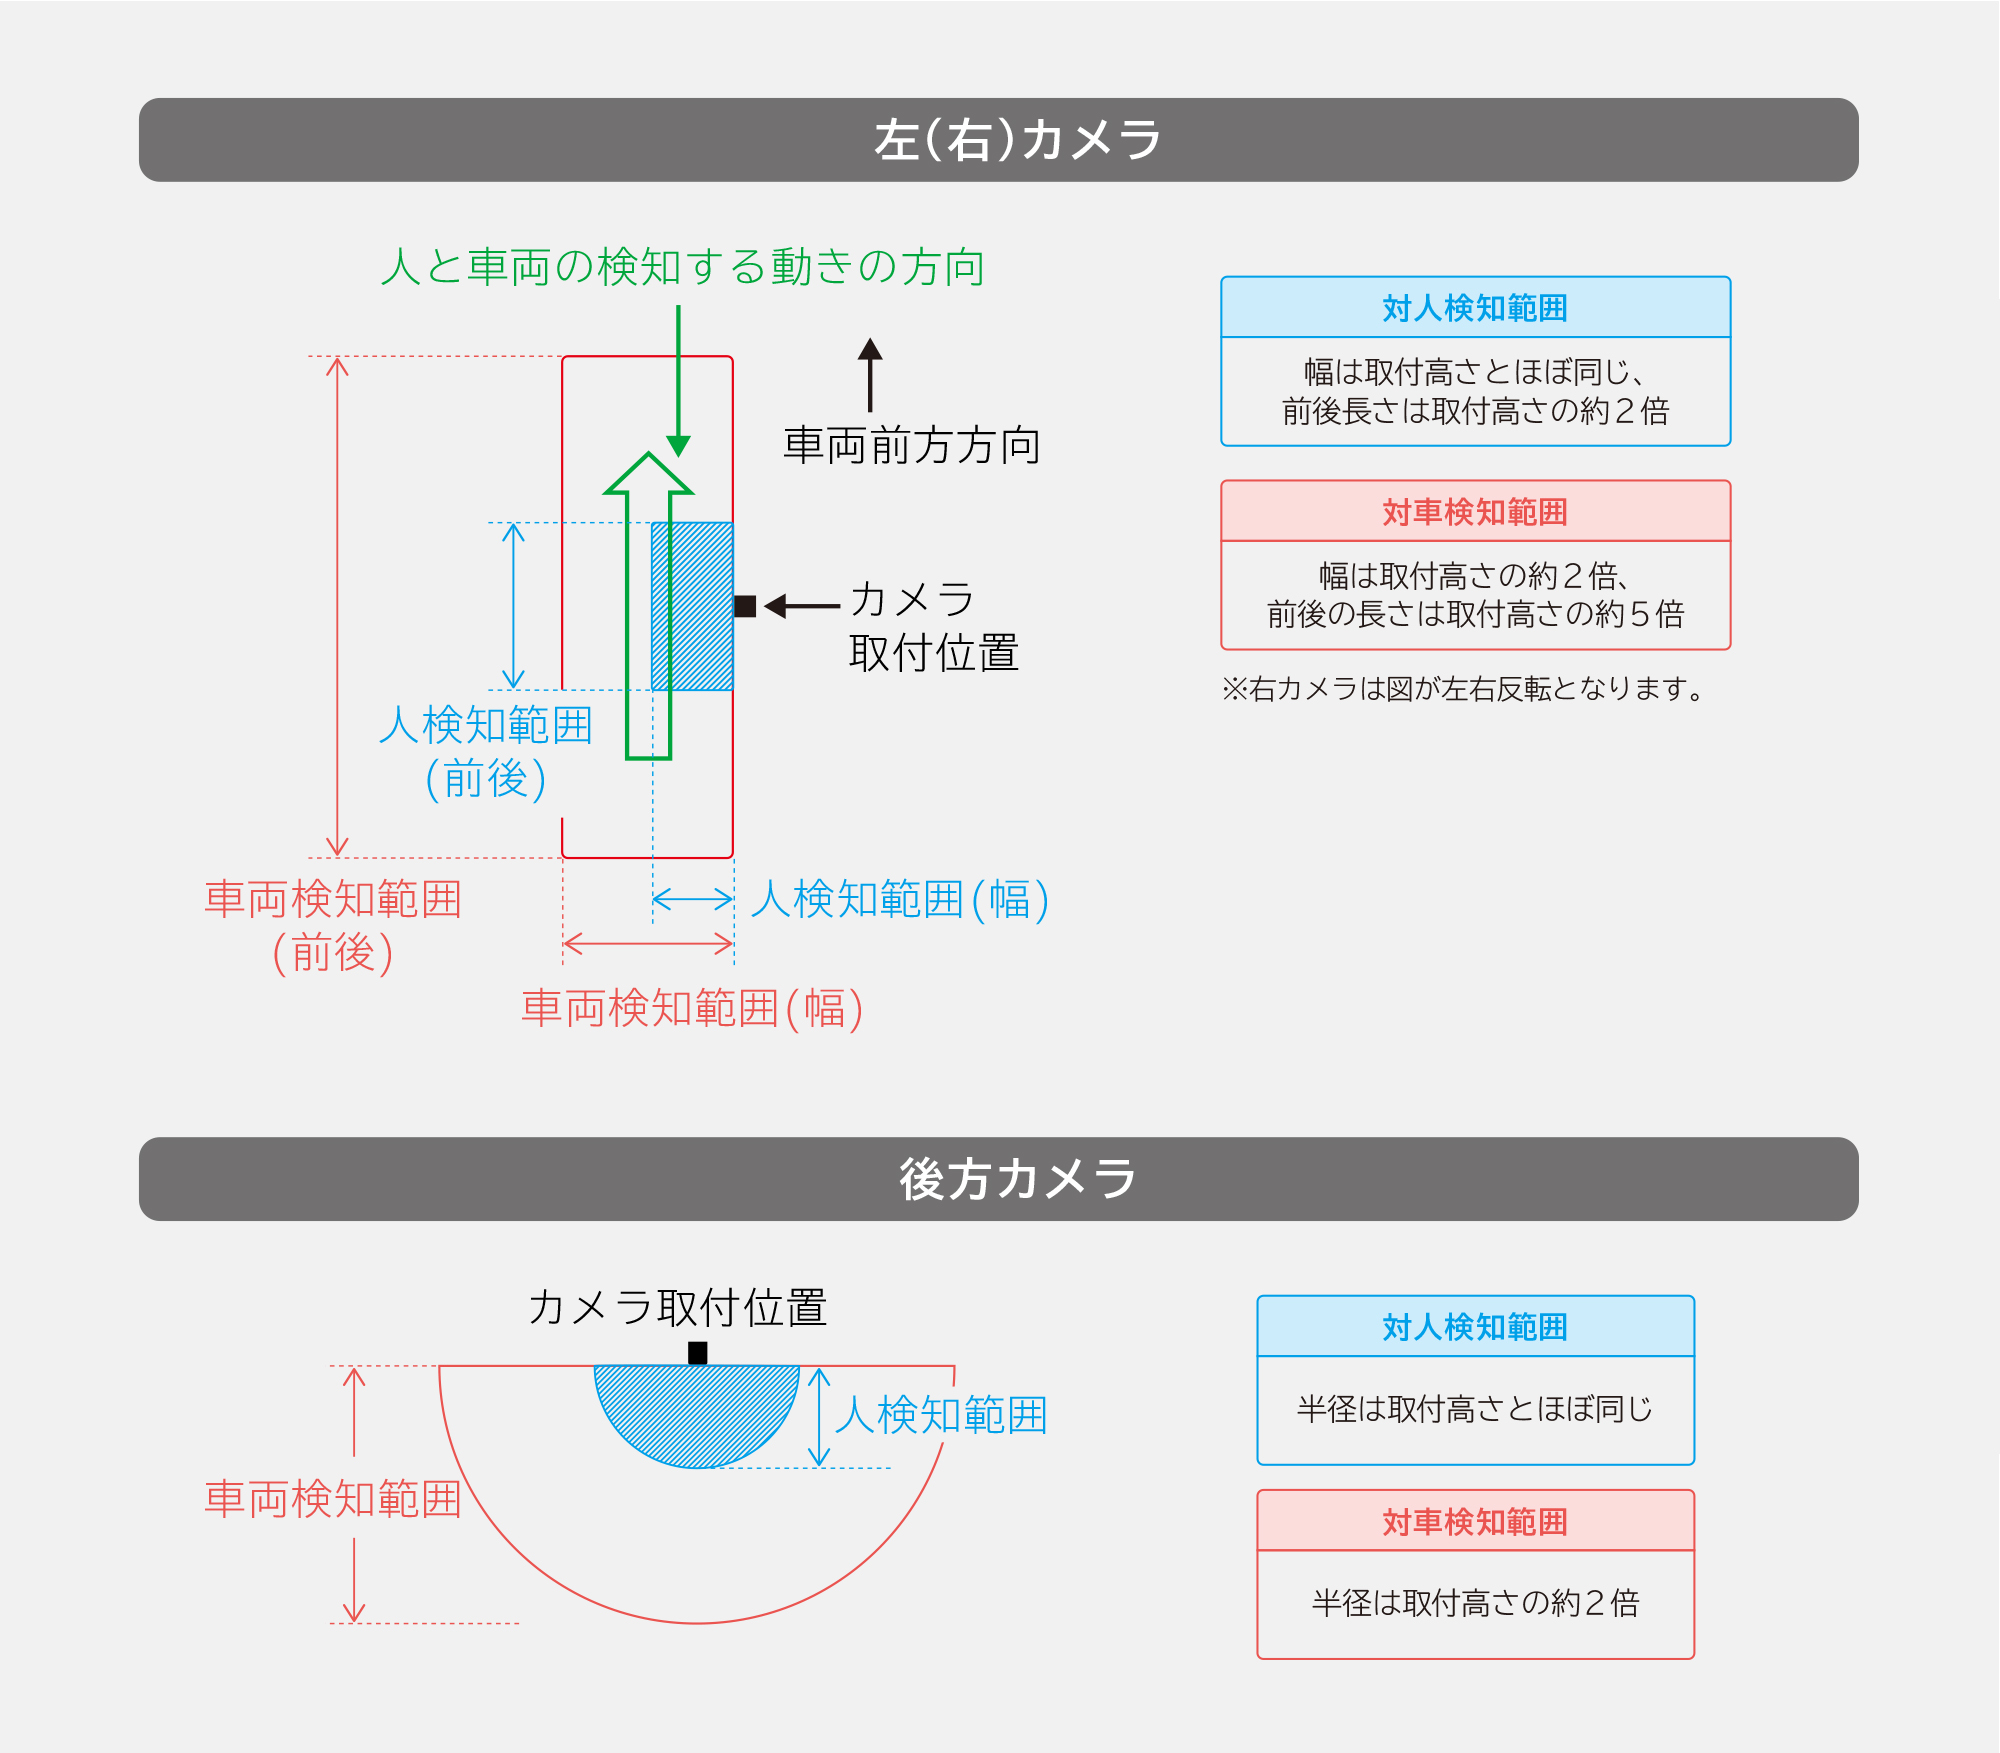 左(右)カメラ
人と車両の検知する動きの方向
車両前方方向
カメラ
取付位置
人検知範囲
(前後)
車両検知範囲
(前後)
人検知範囲(幅)
車両検知範囲(幅)
対人検知範囲
幅は取付高さとほぼ同じ、
前後長さは取付高さの約２倍
対車検知範囲
幅は取付高さの約２倍、
前後の長さは取付高さの約５倍
※右カメラは図が左右反転となります。
後方カメラ
カメラ取付位置
人検知範囲
車両検知範囲
対人検知範囲
半径は取付高さとほぼ同じ
対車検知範囲
半径は取付高さの約２倍